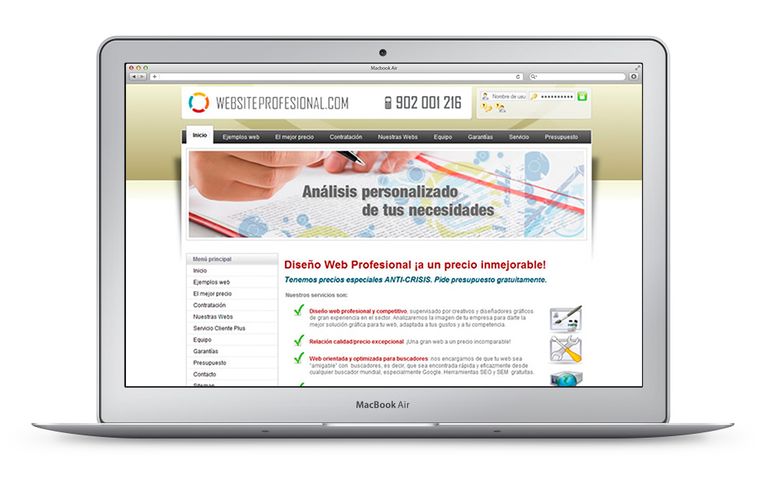 Macbook Air
WEBSITEPROFESIONAL.COM
902 001 216
Nombre de usu
Inicio
Ejemplos web
El mejor precio
Contratación
Nuestras Webs
Equipo
Garantías
Servicio
Presupuesto
Análisis personalizado
de tus necesidades
Menú principal
Inicio
Ejemplos web
El mejor precio
Contratación
Nuestras Webs
Servicio Cliente Plus
Equipo
Garantías
Presupuesto
Contacto
Sitemap
Diseño Web Profesional ¡a un precio inmejorable!
Tenemos precios especiales ANTI-CRISIS. Pide presupuesto gratuitamente.
Nuestros servicios son:
Diseño web profesional y competitivo, supervisado por creativos y diseñadores gráficos
de gran experiencia en el sector. Analizaremos la imagen de tu empresa para darte la
mejor solución gráfica para tu web, adaptada a tus gustos y a tu competencia.
Relación calidad/precio excepcional. ¡Una gran web a un precio incomparable!
Web orientada y optimizada para buscadores: nos encargamos de que tu web sea
"amigable" con buscadores; es decir, que sea encontrada rápida y eficazmente desde
cualquier buscador mundial, especialmente Google. Herramientas SEO y SEM gratuitas.
MacBook Air